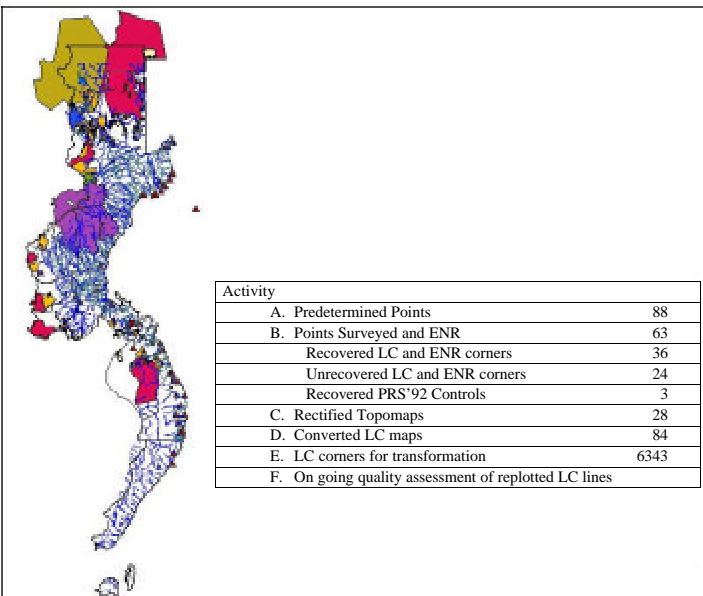 Activity
A. Predetermined Points 88
B. Points Surveyed and ENR 63
Recovered LC and ENR corners 36
Unrecovered LC and ENR corners 24
Recovered PRS’92 Controls 3
C. Rectified Topomaps 28
D. Converted LC maps 84
E. LC corners for transformation 6343
F. On going quality assessment of replotted LC lines